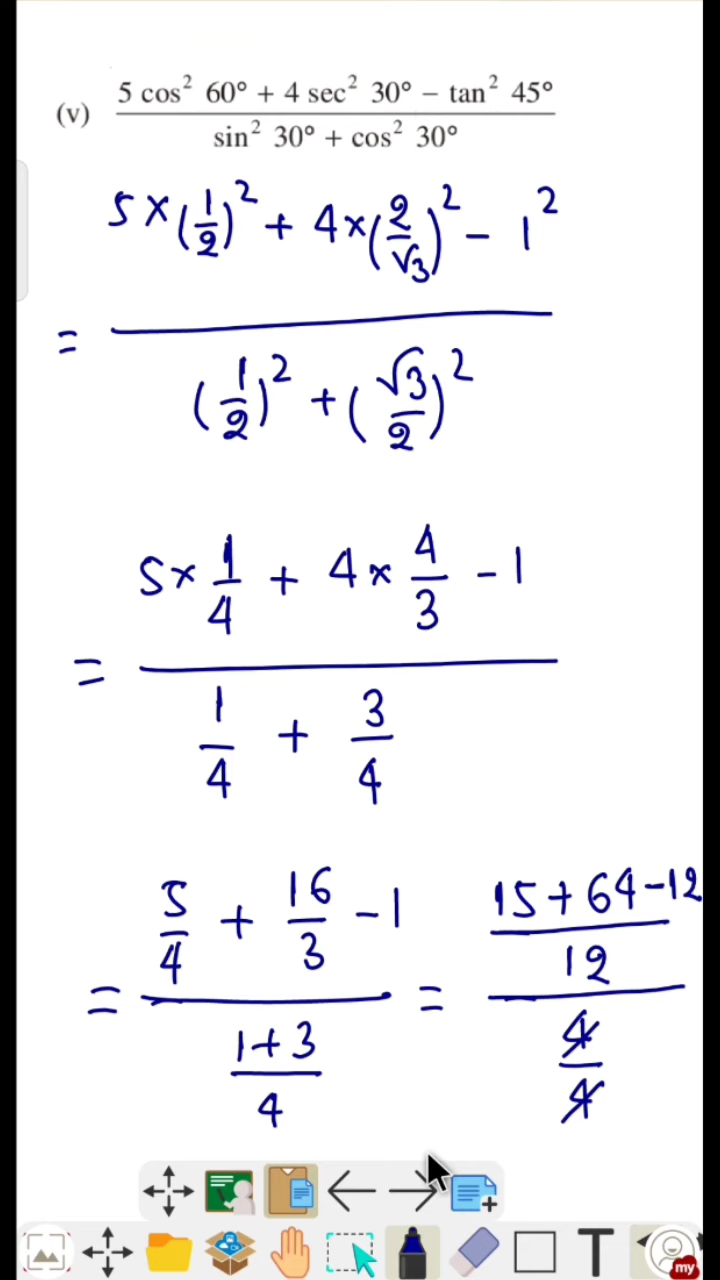 (v) (5 cos² 60° + 4 sec² 30° − tan² 45°) / (sin² 30° + cos² 30°)
= (5×(1/2)² + 4×(2/√3)² − 1²) / ((1/2)² + (√3/2)²)
= (5×1/4 + 4×4/3 − 1) / (1/4 + 3/4)
= (5/4 + 16/3 − 1) / ((1+3)/4) = ((15+64−12)/12) / (4/4)
T
my